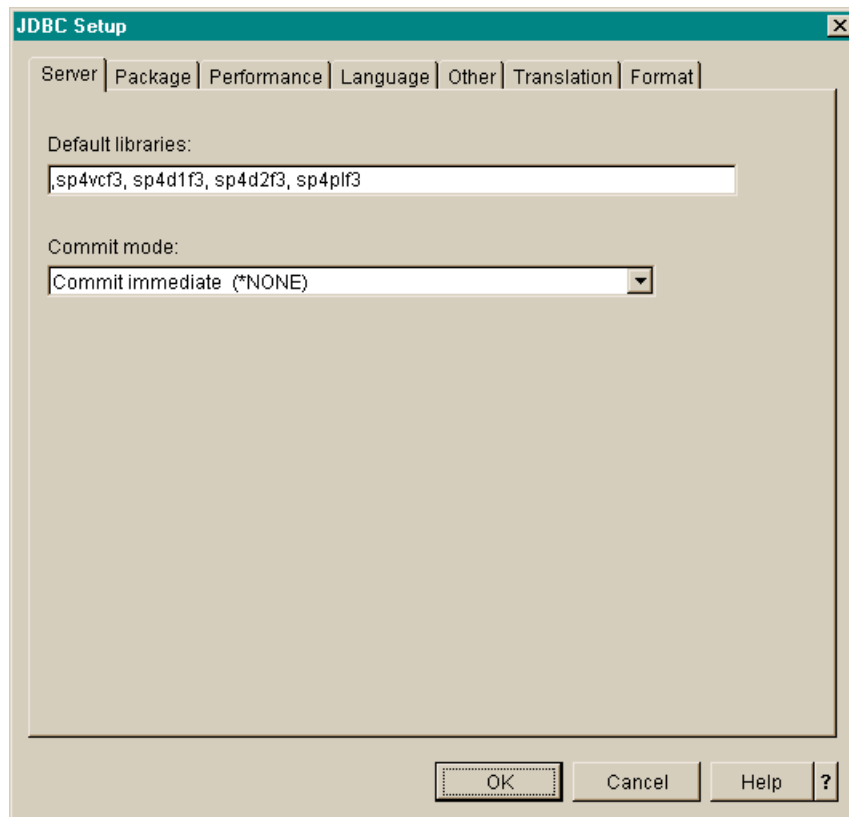 JDBC Setup
Server Package Performance Language Other Translation Format
Default libraries:
,sp4vcf3, sp4d1f3, sp4d2f3, sp4plf3
Commit mode:
Commit immediate (*NONE)
OK Cancel Help ?